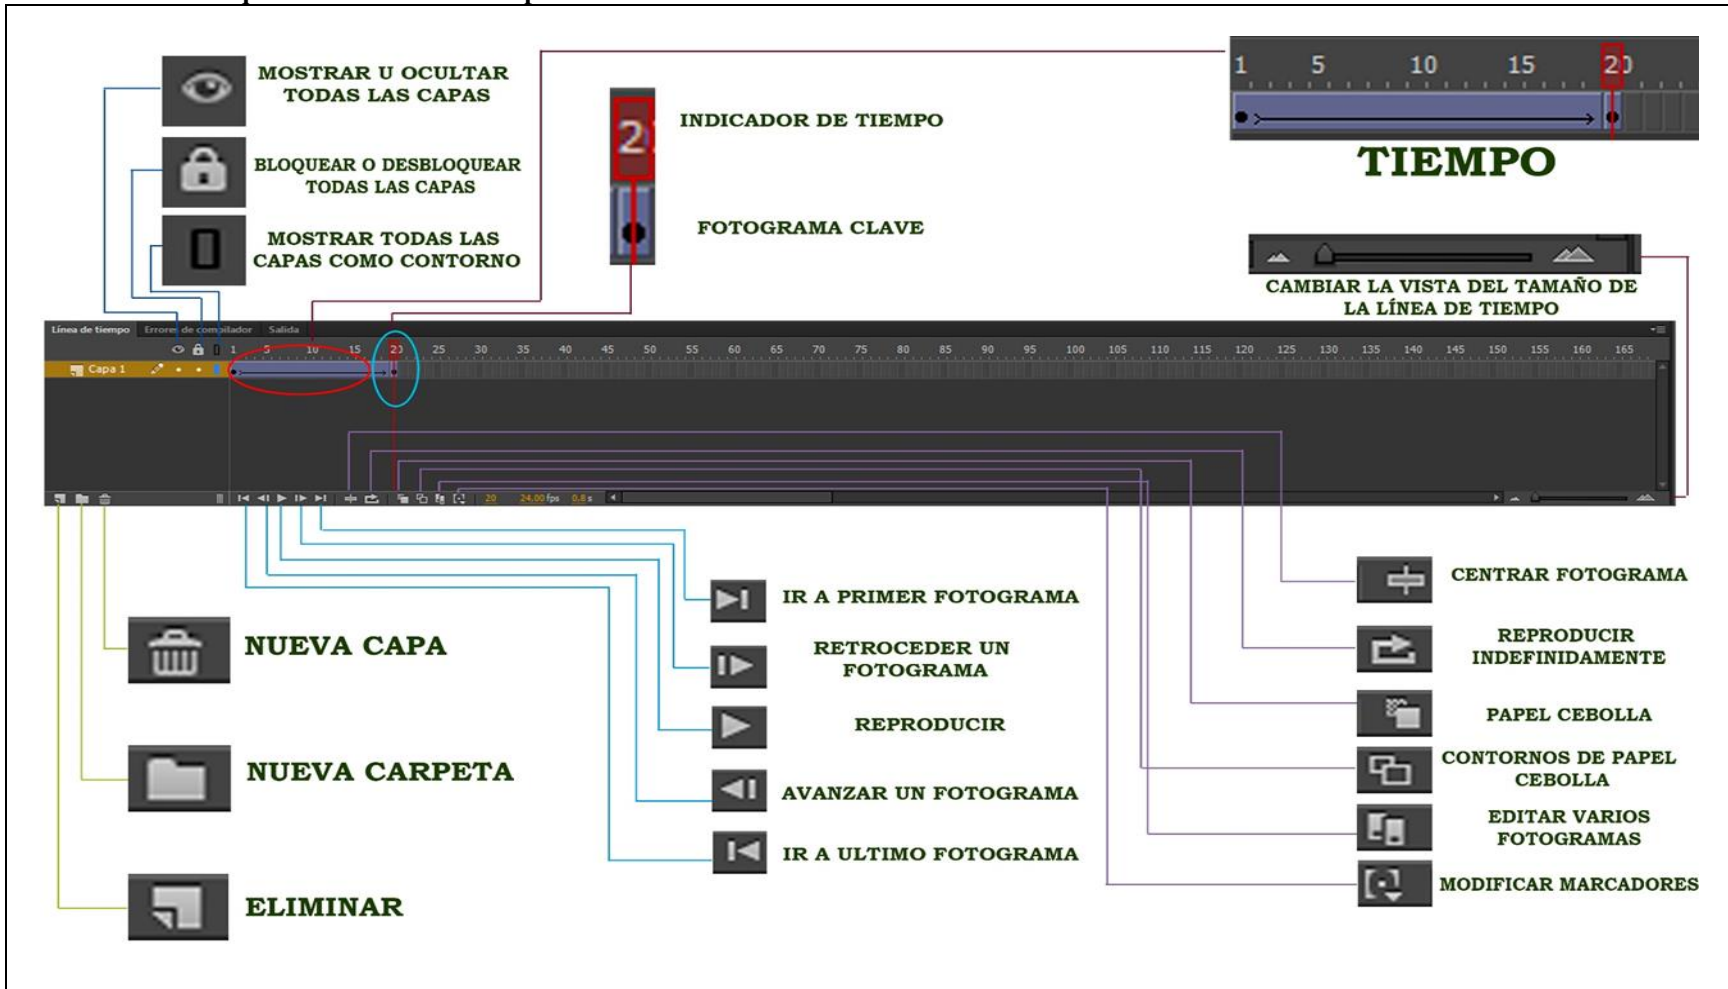 MOSTRAR U OCULTAR
TODAS LAS CAPAS
BLOQUEAR O DESBLOQUEAR
TODAS LAS CAPAS
MOSTRAR TODAS LAS
CAPAS COMO CONTORNO
2
INDICADOR DE TIEMPO
FOTOGRAMA CLAVE
1 5 10 15 20
TIEMPO
CAMBIAR LA VISTA DEL TAMAÑO DE
LA LÍNEA DE TIEMPO
Línea de tiempo Errores de compilador Salida
1 5 10 15 20 25 30 35 40 45 50 55 60 65 70 75 80 85 90 95 100 105 110 115 120 125 130 135 140 145 150 155 160 165
Capa 1
20 24,00 fps 0,8 s
NUEVA CAPA
NUEVA CARPETA
ELIMINAR
IR A PRIMER FOTOGRAMA
RETROCEDER UN
FOTOGRAMA
REPRODUCIR
AVANZAR UN FOTOGRAMA
IR A ULTIMO FOTOGRAMA
CENTRAR FOTOGRAMA
REPRODUCIR
INDEFINIDAMENTE
PAPEL CEBOLLA
CONTORNOS DE PAPEL
CEBOLLA
EDITAR VARIOS
FOTOGRAMAS
MODIFICAR MARCADORES